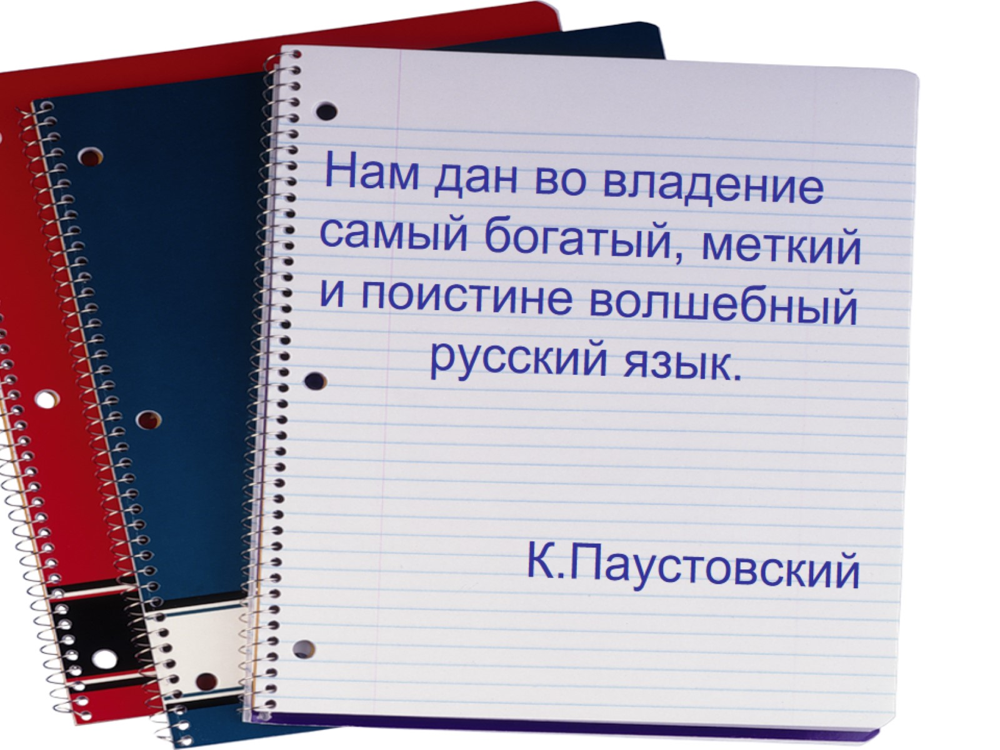 Нам дан во владение
самый богатый, меткий
и поистине волшебный
русский язык.
К.Паустовский